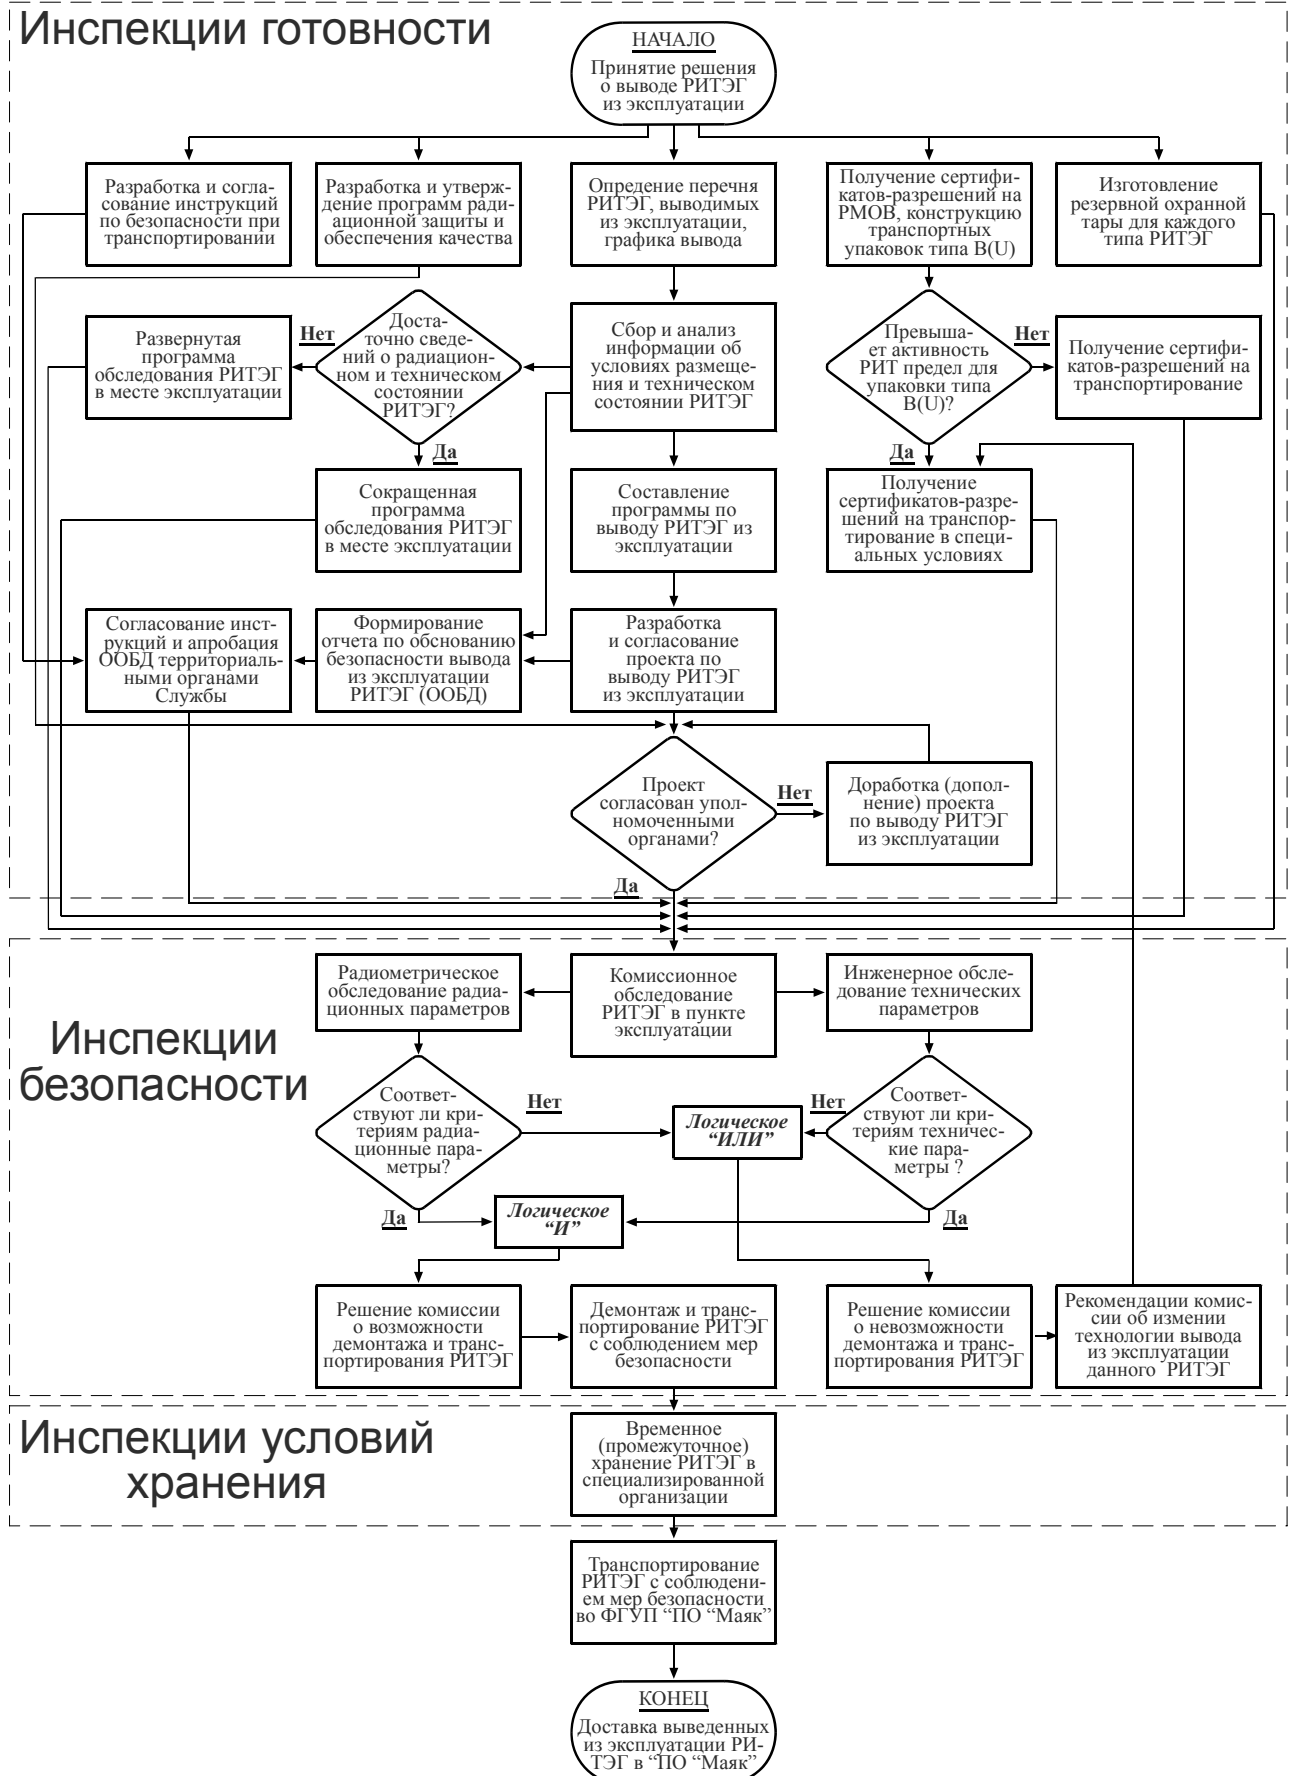 Инспекции готовности
НАЧАЛО
Принятие решения
о выводе РИТЭГ
из эксплуатации
Разработка и согла-
сование инструкций
по безопасности при
транспортировании
Разработка и утверж-
дение программ ради-
ационной защиты и
обеспечения качества
Опредение перечня
РИТЭГ, выводимых
из эксплуатации,
графика вывода
Получение сертифи-
катов-разрешений на
РМОВ, конструкцию
транспортных
упаковок типа B(U)
Изготовление
резервной охранной
тары для каждого
типа РИТЭГ
Развернутая
программа
обследования РИТЭГ
в месте эксплуатации
Нет
Доста-
точно сведе-
ний о радиацион-
ном и техническом
состоянии
РИТЭГ?
Да
Сбор и анализ
информации об
условиях размеще-
ния и техническом
состоянии РИТЭГ
Превыша-
ет активность
РИТ предел для
упаковки типа
B(U)?
Нет
Да
Получение сертифи-
катов-разрешений на
транспортирование
Сокращенная
программа
обследования РИТЭГ
в месте эксплуатации
Составление
программы по
выводу РИТЭГ из
эксплуатации
Получение
сертификатов-разре-
шений на транспор-
тирование в специ-
альных условиях
Согласование инст-
рукций и апробация
ООБД территориаль-
ными органами
Службы
Формирование
отчета по обснованию
безопасности вывода
из эксплуатации
РИТЭГ (ООБД)
Разработка
и согласование
проекта по
выводу РИТЭГ
из эксплуатации
Проект
согласован упол-
номоченными
органами?
Нет
Да
Доработка (допол-
нение) проекта
по выводу РИТЭГ
из эксплуатации
Инспекции
безопасности
Радиометрическое
обследование радиа-
ционных параметров
Комиссионное
обследование
РИТЭГ в пункте
эксплуатации
Инженерное обсле-
дование технических
параметров
Соответ-
ствуют ли кри-
териям радиа-
ционные пара-
метры?
Нет
Да
Логическое
“ИЛИ”
Нет
Соответ-
ствуют ли кри-
териям техничес-
кие пара-
метры ?
Да
Логическое
“И”
Решение комиссии
о возможности
демонтажа и транс-
портирования РИТЭГ
Демонтаж и транс-
портирование РИТЭГ
с соблюдением мер
безопасности
Решение комиссии
о невозможности
демонтажа и транс-
портирования РИТЭГ
Рекомендации комис-
сии об измении
технологии вывода
из эксплуатации
данного РИТЭГ
Инспекции условий
хранения
Временное
(промежуточное)
хранение РИТЭГ в
специализированной
организации
Транспортирование
РИТЭГ с соблюдени-
ем мер безопасности
во ФГУП “ПО “Маяк”
КОНЕЦ
Доставка выведенных
из эксплуатации РИ-
ТЭГ в “ПО “Маяк”